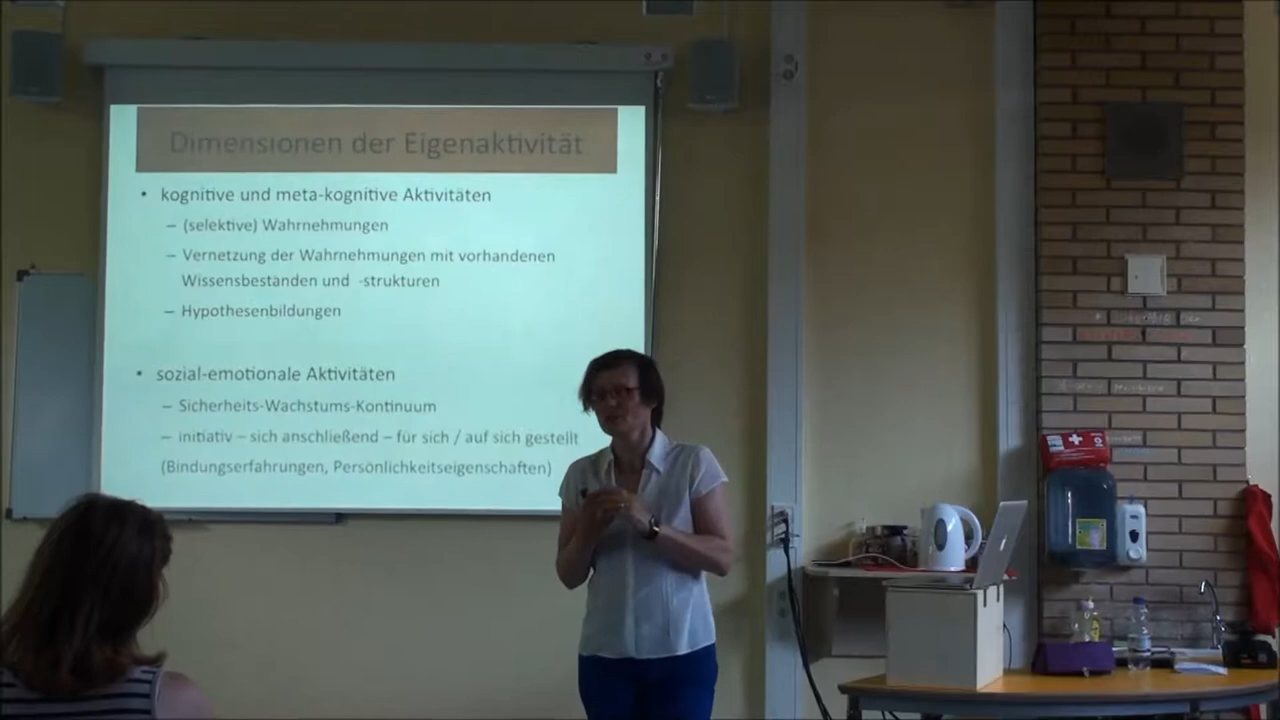 Dimensionen der Eigenaktivität
• kognitive und meta-kognitive Aktivitäten
– (selektive) Wahrnehmungen
– Vernetzung der Wahrnehmungen mit vorhandenen
Wissensbeständen und -strukturen
– Hypothesenbildungen
• sozial-emotionale Aktivitäten
– Sicherheits-Wachstums-Kontinuum
– initiativ – sich anschließend – für sich / auf sich gestellt
(Bindungserfahrungen, Persönlichkeitseigenschaften)